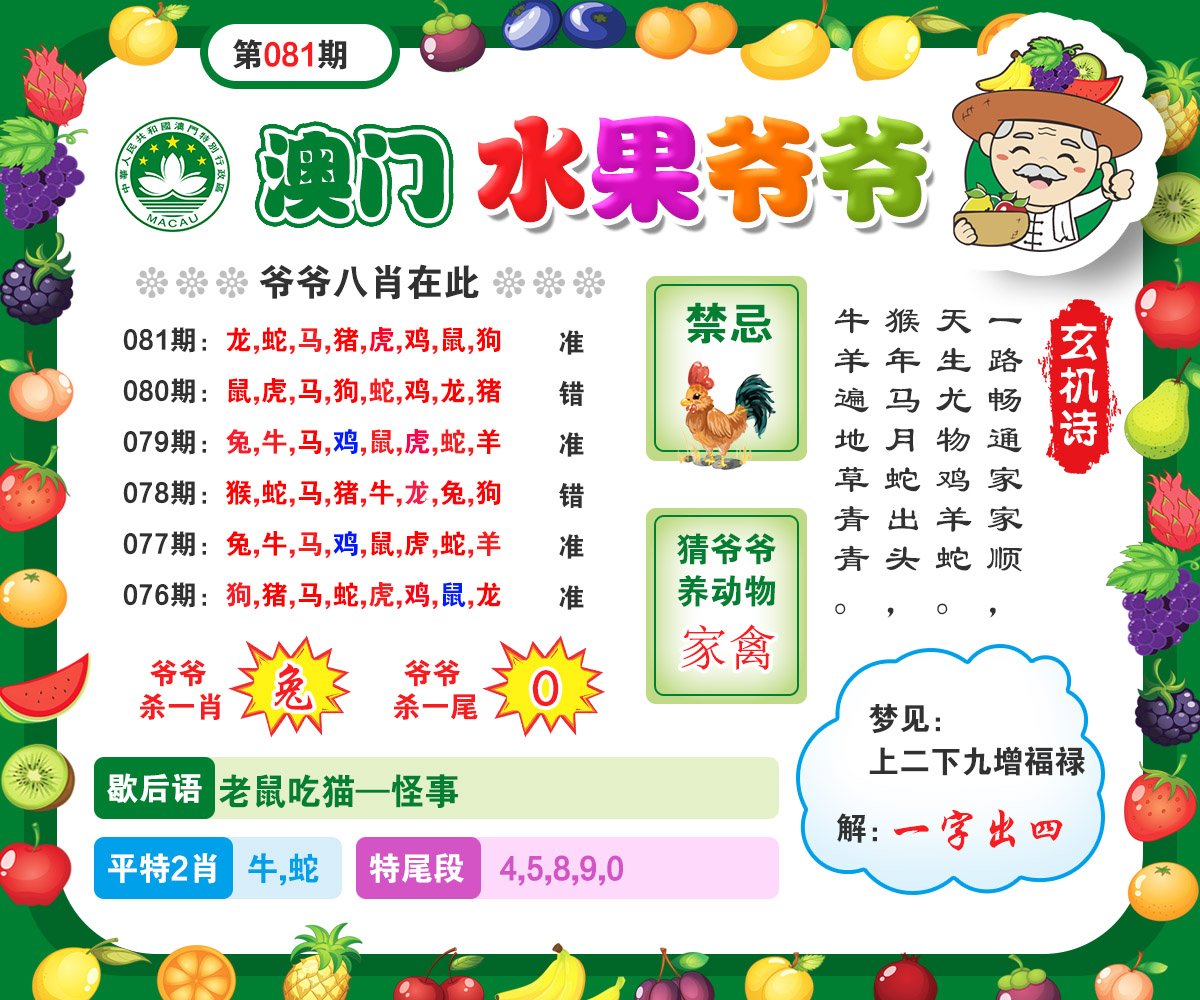 第081期
中華人民共和國澳門特別行政區
MACAU
澳门 水果爷爷
爷爷八肖在此
081期：龙,蛇,马,猪,虎,鸡,鼠,狗 准
080期：鼠,虎,马,狗,蛇,鸡,龙,猪 错
079期：兔,牛,马,鸡,鼠,虎,蛇,羊 准
078期：猴,蛇,马,猪,牛,龙,兔,狗 错
077期：兔,牛,马,鸡,鼠,虎,蛇,羊 准
076期：狗,猪,马,蛇,虎,鸡,鼠,龙 准
爷爷
杀一肖
兔
爷爷
杀一尾
0
禁忌
猜爷爷
养动物
家禽
玄机诗
一路畅通家家顺，
天生尤物鸡羊蛇。
猴年马月蛇出头，
牛羊遍地草青青。
梦见：
上二下九增福禄
解：一字出四
歇后语 老鼠吃猫—怪事
平特2肖 牛,蛇
特尾段 4,5,8,9,0